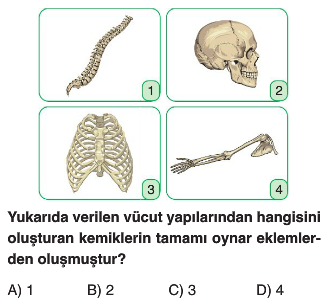 1
2
3
4
Yukarıda verilen vücut yapılarından hangisini
oluşturan kemiklerin tamamı oynar eklemler-
den oluşmuştur?
A) 1 B) 2 C) 3 D) 4